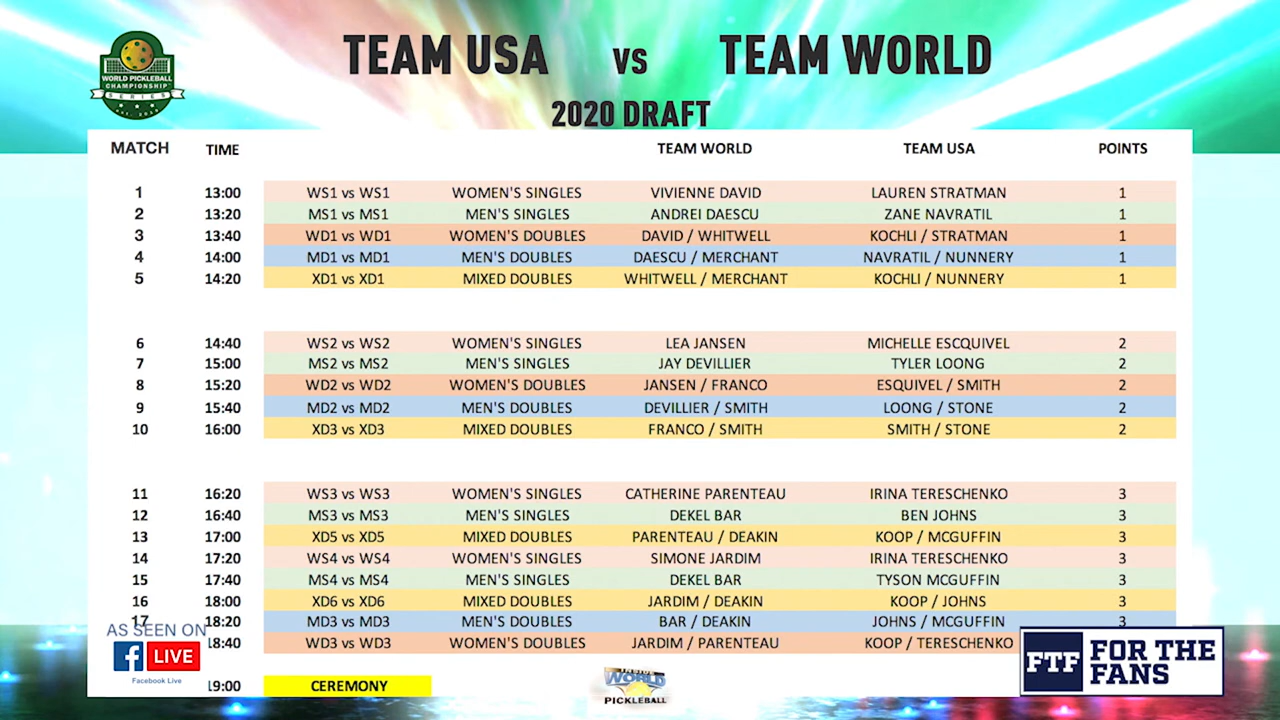 TEAM USA vs TEAM WORLD
2020 DRAFT
WORLD PICKLEBALL
CHAMPIONSHIP
SERIES
MATCH TIME TEAM WORLD TEAM USA POINTS
1 13:00 WS1 vs WS1 WOMEN'S SINGLES VIVIENNE DAVID LAUREN STRATMAN 1
2 13:20 MS1 vs MS1 MEN'S SINGLES ANDREI DAESCU ZANE NAVRATIL 1
3 13:40 WD1 vs WD1 WOMEN'S DOUBLES DAVID / WHITWELL KOCHLI / STRATMAN 1
4 14:00 MD1 vs MD1 MEN'S DOUBLES DAESCU / MERCHANT NAVRATIL / NUNNERY 1
5 14:20 XD1 vs XD1 MIXED DOUBLES WHITWELL / MERCHANT KOCHLI / NUNNERY 1
6 14:40 WS2 vs WS2 WOMEN'S SINGLES LEA JANSEN MICHELLE ESCQUIVEL 2
7 15:00 MS2 vs MS2 MEN'S SINGLES JAY DEVILLIER TYLER LOONG 2
8 15:20 WD2 vs WD2 WOMEN'S DOUBLES JANSEN / FRANCO ESQUIVEL / SMITH 2
9 15:40 MD2 vs MD2 MEN'S DOUBLES DEVILLIER / SMITH LOONG / STONE 2
10 16:00 XD3 vs XD3 MIXED DOUBLES FRANCO / SMITH SMITH / STONE 2
11 16:20 WS3 vs WS3 WOMEN'S SINGLES CATHERINE PARENTEAU IRINA TERESCHENKO 3
12 16:40 MS3 vs MS3 MEN'S SINGLES DEKEL BAR BEN JOHNS 3
13 17:00 XD5 vs XD5 MIXED DOUBLES PARENTEAU / DEAKIN KOOP / MCGUFFIN 3
14 17:20 WS4 vs WS4 WOMEN'S SINGLES SIMONE JARDIM IRINA TERESCHENKO 3
15 17:40 MS4 vs MS4 MEN'S SINGLES DEKEL BAR TYSON MCGUFFIN 3
16 18:00 XD6 vs XD6 MIXED DOUBLES JARDIM / DEAKIN KOOP / JOHNS 3
17 18:20 MD3 vs MD3 MEN'S DOUBLES BAR / DEAKIN JOHNS / MCGUFFIN 3
18:40 WD3 vs WD3 WOMEN'S DOUBLES JARDIM / PARENTEAU KOOP / TERESCHENKO
19:00 CEREMONY
AS SEEN ON
f LIVE
Facebook Live
WORLD
PICKLEBALL
FTF FOR THE
FANS